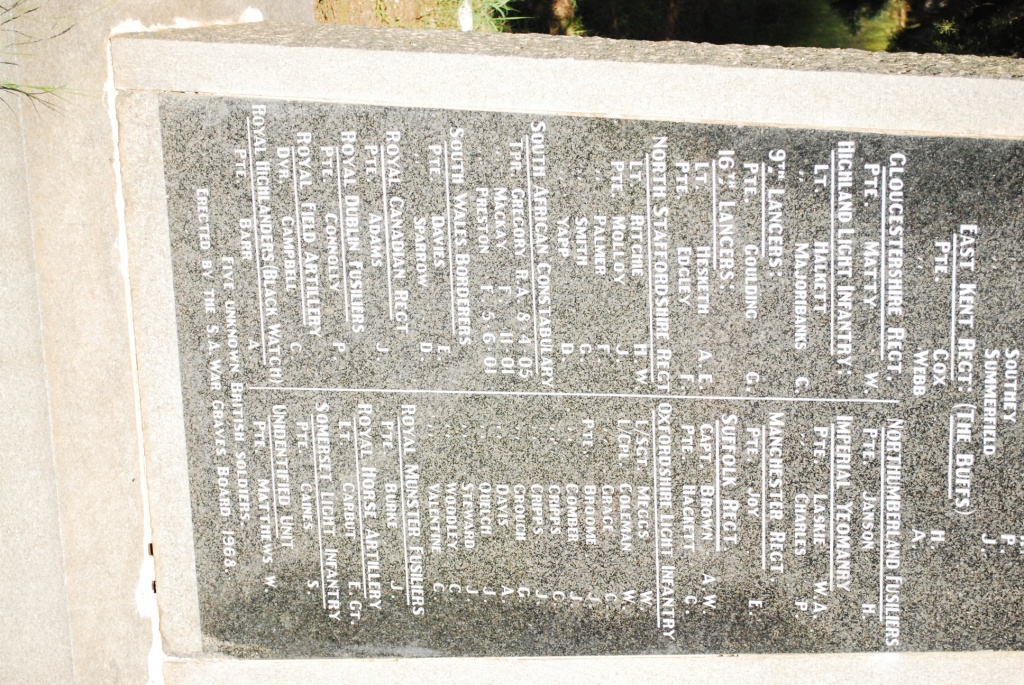 SOUTHEY
SUMMERFIELD J.
EAST KENT REGT. (THE BUFFS)
PTE. COX H.
.. WEBB A.
GLOUCESTERSHIRE REGT.
PTE. MATTY W.
HIGHLAND LIGHT INFANTRY.
LT. HALKETT
.. MAJORIBANKS C.
9TH LANCERS:
PTE. GOULDING G.
16TH LANCERS:
LT. HESKETH A.E.
PTE. EDGLEY F.
NORTH STAFFORDSHIRE REGT
LT. RITCHIE H W.
PTE. MOLLOY J.
.. PALMER T.
.. SMITH G.
.. YAPP D.
SOUTH AFRICAN CONSTABULARY
TPR. GREGORY R.A. 8 4 05
.. MACKAY F. 1 11 01
.. PRESTON F. 5 6 01
SOUTH WALES BORDERERS
PTE DAVIES E.
.. SPARROW D.
ROYAL CANADIAN REGT
PTE. ADAMS J.
ROYAL DUBLIN FUSILIERS
PTE. CONNOLLY P.
ROYAL FIELD ARTILLERY
DVR. CAMPBELL C.
ROYAL HIGHLANDERS (BLACK WATCH)
PTE. BARR A.
NORTHUMBERLAND FUSILIERS
PTE. JANSON H.
IMPERIAL YEOMANRY
PTE. LASHE W.A.
.. CHARLES P.
MANCHESTER REGT.
PTE. JOY E.
SUFFOLK REGT
CAPT. BROWN A W
PTE HACKETT C.
OXFORDSHIRE LIGHT INFANTRY
L/SGT MEGGS W.
L/CPL. COLEMAN W.
.. GRACE C.
PTE. BLOOME J.
.. COMBER J.
.. CRIPPS C.
.. CRIPPS J.
.. CROUCH G.
.. DAVIS A.
.. QUELCH J.
.. STEWARD J.
.. WOODLEY C.
.. VALENTINE C
ROYAL MUNSTER FUSILIERS
PTE. BURKE J.
ROYAL HORSE ARTILLERY
LT. CARBUTT E. GT.
SOMERSET LIGHT INFANTRY
PTE. GAINES S.
UNIDENTIFIED UNIT
PTE. MATTHEWS W.
FIVE UNKNOWN BRITISH SOLDIERS
ERECTED BY THE S.A. WAR GRAVES BOARD 1968.